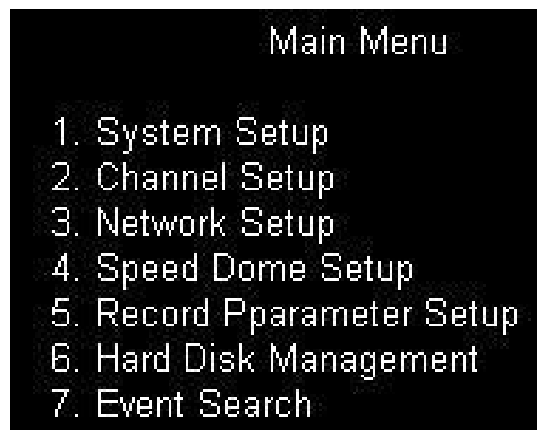 Main Menu
1. System Setup
2. Channel Setup
3. Network Setup
4. Speed Dome Setup
5. Record Pparameter Setup
6. Hard Disk Management
7. Event Search